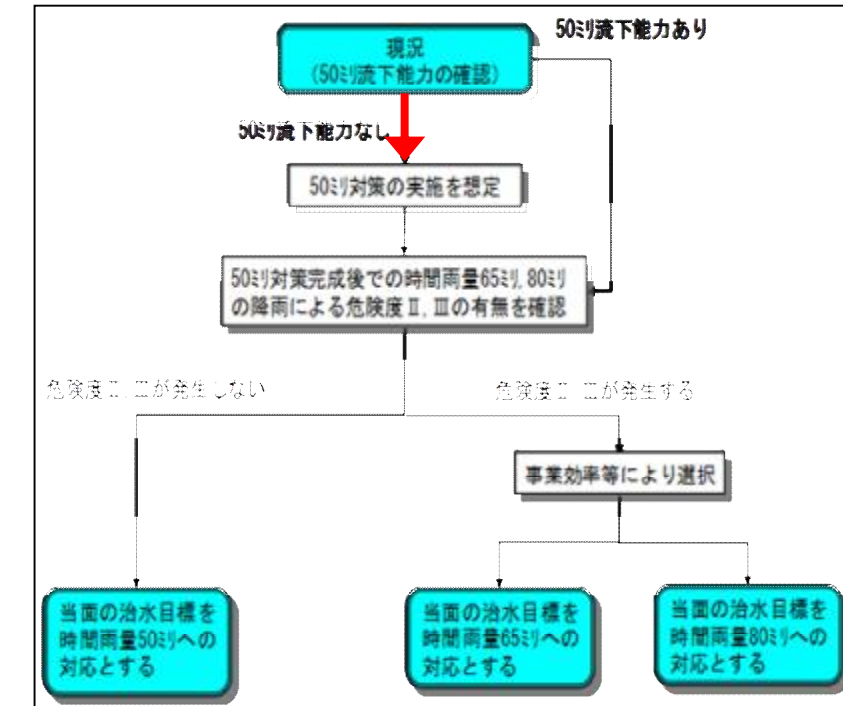 50ﾐﾘ流下能力あり
現況
（50ﾐﾘ流下能力の確認）
50ﾐﾘ流下能力なし
50ﾐﾘ対策の実施を想定
50ﾐﾘ対策完成後での時間雨量65ﾐﾘ,80ﾐﾘ
の降雨による危険度Ⅱ,Ⅲの有無を確認
危険度Ⅱ,Ⅲが発生しない
危険度Ⅱ,Ⅲが発生する
事業効率等により選択
当面の治水目標を
時間雨量50ﾐﾘへの
対応とする
当面の治水目標を
時間雨量65ﾐﾘへの
対応とする
当面の治水目標を
時間雨量80ﾐﾘへの
対応とする